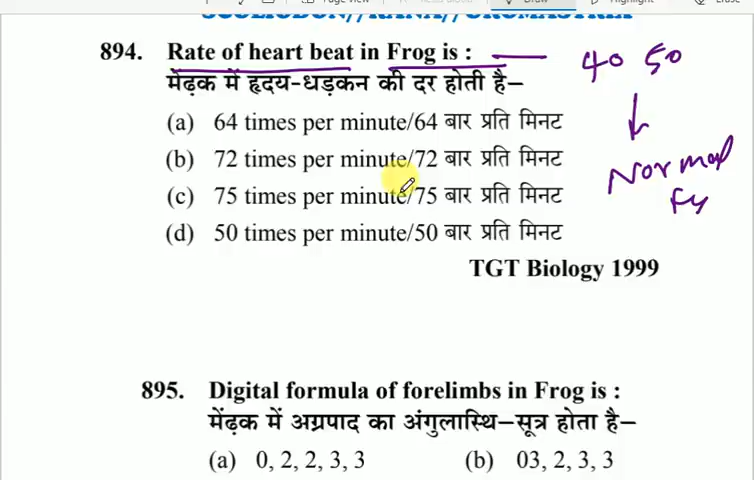 894. Rate of heart beat in Frog is : 40 50
मेंढ़क में हृदय-धड़कन की दर होती है–
(a) 64 times per minute/64 बार प्रति मिनट
(b) 72 times per minute/72 बार प्रति मिनट
Normal
(c) 75 times per minute/75 बार प्रति मिनट
(d) 50 times per minute/50 बार प्रति मिनट
TGT Biology 1999
895. Digital formula of forelimbs in Frog is :
मेंढ़क में अग्रपाद का अंगुलास्थि–सूत्र होता है–
(a) 0, 2, 2, 3, 3 (b) 03, 2, 3, 3